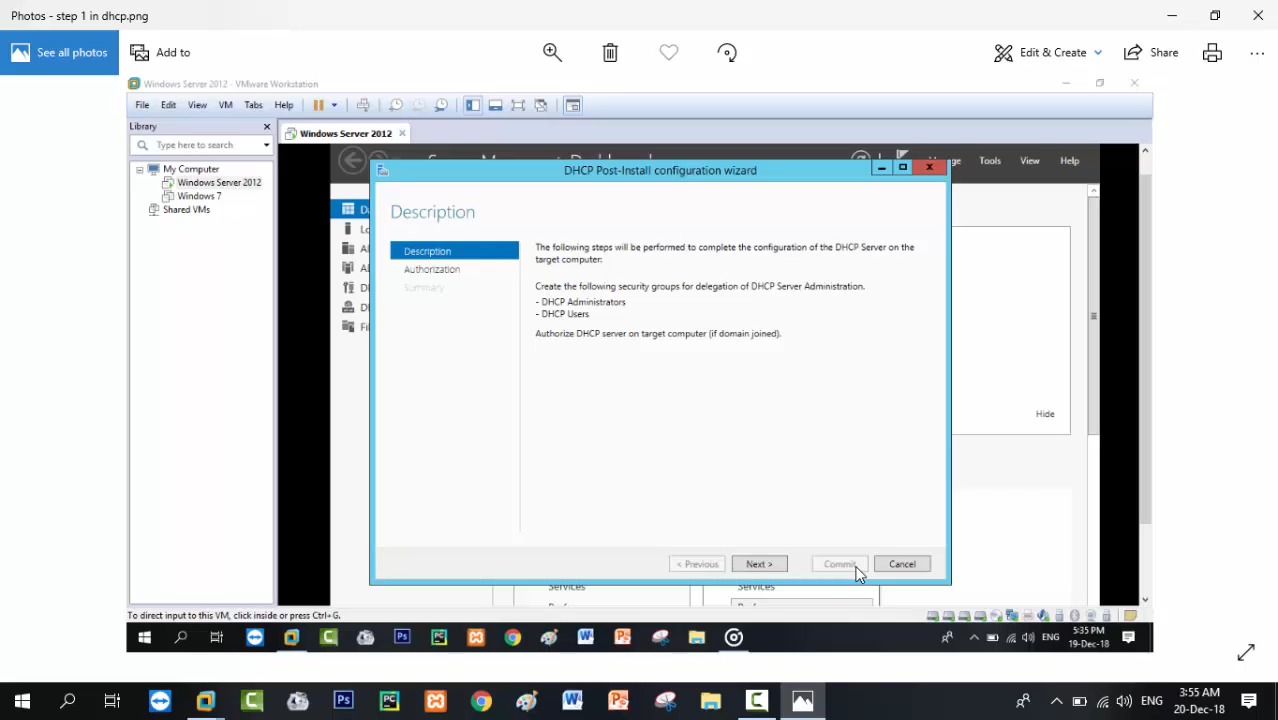 Photos - step 1 in dhcp.png
See all photos
Add to
Edit & Create
Share
Windows Server 2012 - VMware Workstation
File Edit View VM Tabs Help
Library
Type here to search
Windows Server 2012
My Computer
Windows Server 2012
Windows 7
Shared VMs
Tools View Help
DHCP Post-Install configuration wizard
Description
Description
Authorization
Summary
The following steps will be performed to complete the configuration of the DHCP Server on the
target computer:
Create the following security groups for delegation of DHCP Server Administration.
- DHCP Administrators
- DHCP Users
Authorize DHCP server on target computer (if domain joined).
Hide
< Previous Next > Commit Cancel
Services Services
To direct input to this VM, click inside or press Ctrl+G.
ENG
5:35 PM
19-Dec-18
ENG
3:55 AM
20-Dec-18